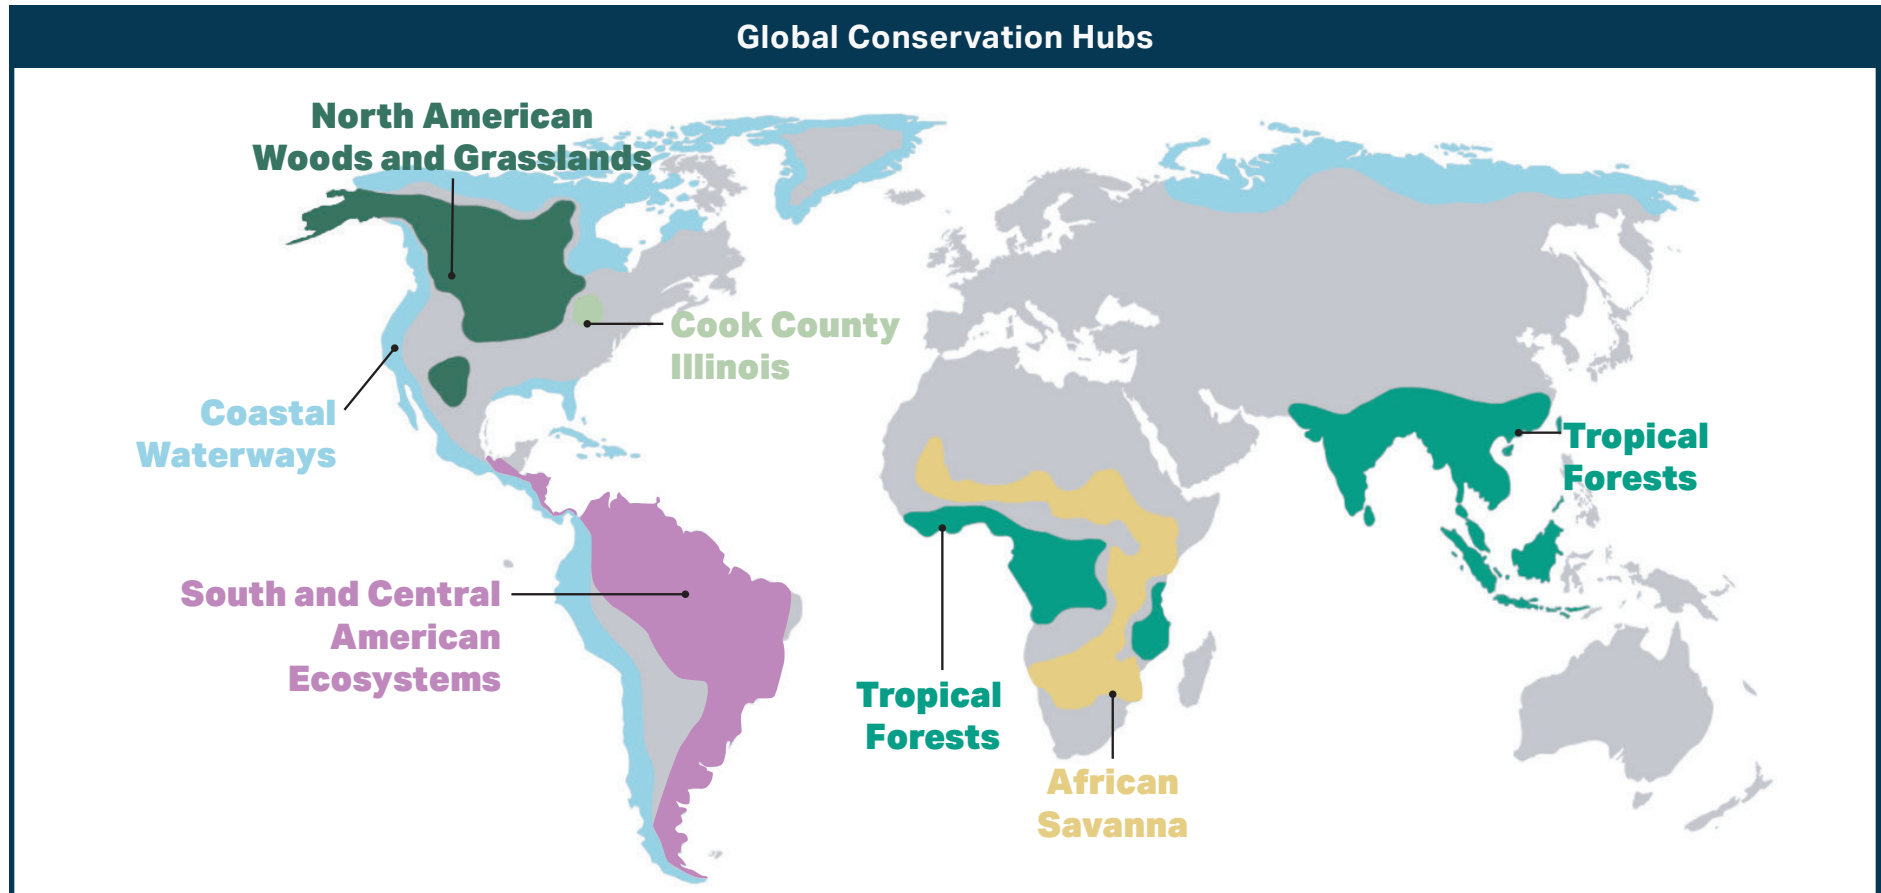 Global Conservation Hubs
North American
Woods and Grasslands
Cook County
Illinois
Coastal
Waterways
Tropical
Forests
South and Central
American
Ecosystems
Tropical
Forests
African
Savanna